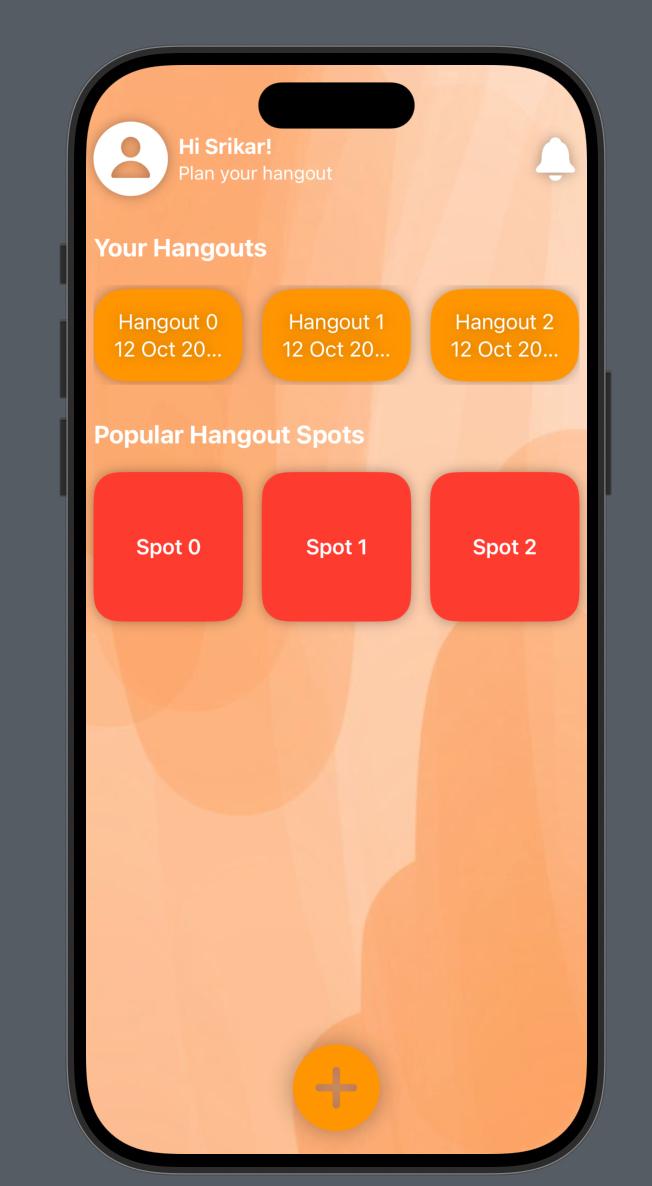 Hi Srikar!
Plan your hangout
Your Hangouts
Hangout 0
12 Oct 20...
Hangout 1
12 Oct 20...
Hangout 2
12 Oct 20...
Popular Hangout Spots
Spot 0
Spot 1
Spot 2